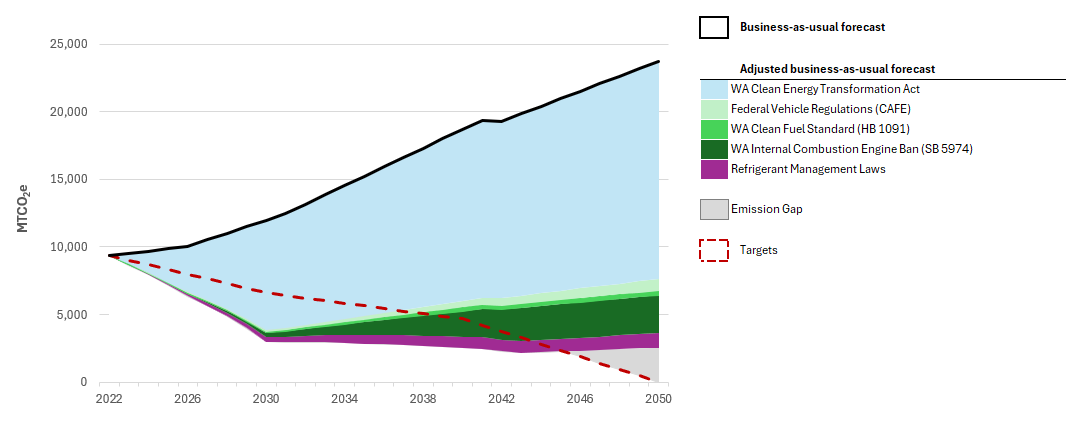 Business-as-usual forecast
25,000
Adjusted business-as-usual forecast
WA Clean Energy Transformation Act
Federal Vehicle Regulations (CAFE)
20,000
WA Clean Fuel Standard (HB 1091)
WA Internal Combustion Engine Ban (SB 5974)
Refrigerant Management Laws
15,000
MTCO₂e
Emission Gap
10,000
Targets
5,000
0
2022 2026 2030 2034 2038 2042 2046 2050